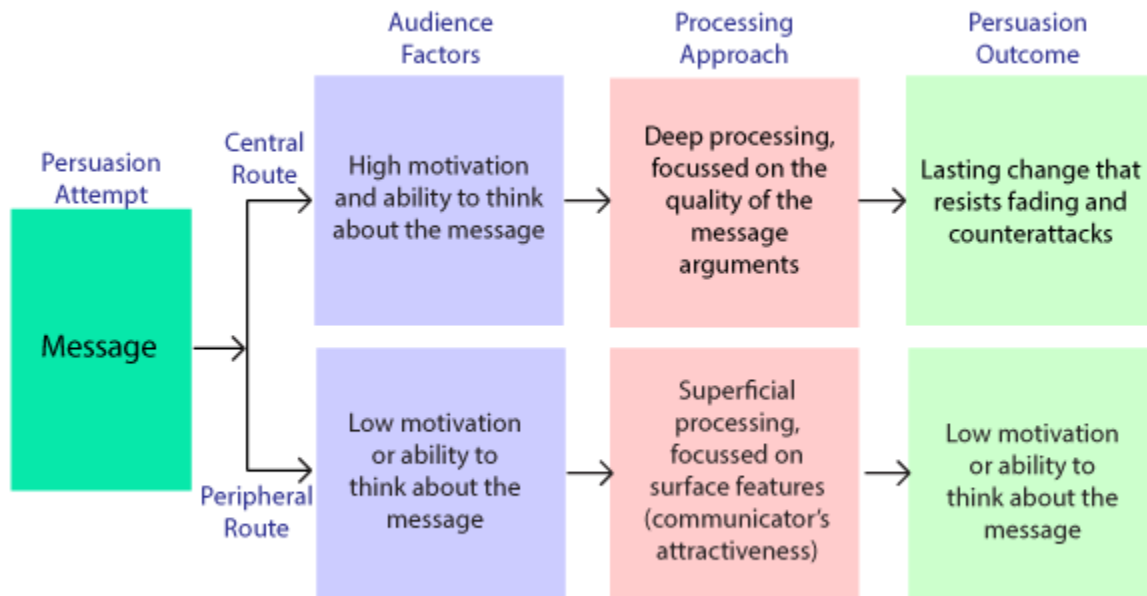 Audience
Factors
Processing
Approach
Persuasion
Outcome
Persuasion
Attempt
Message
Central
Route
High motivation
and ability to think
about the message
Deep processing,
focussed on the
quality of the
message
arguments
Lasting change that
resists fading and
counterattacks
Peripheral
Route
Low motivation
or ability to
think about the
message
Superficial
processing,
focussed on
surface features
(communicator's
attractiveness)
Low motivation
or ability to
think about the
message